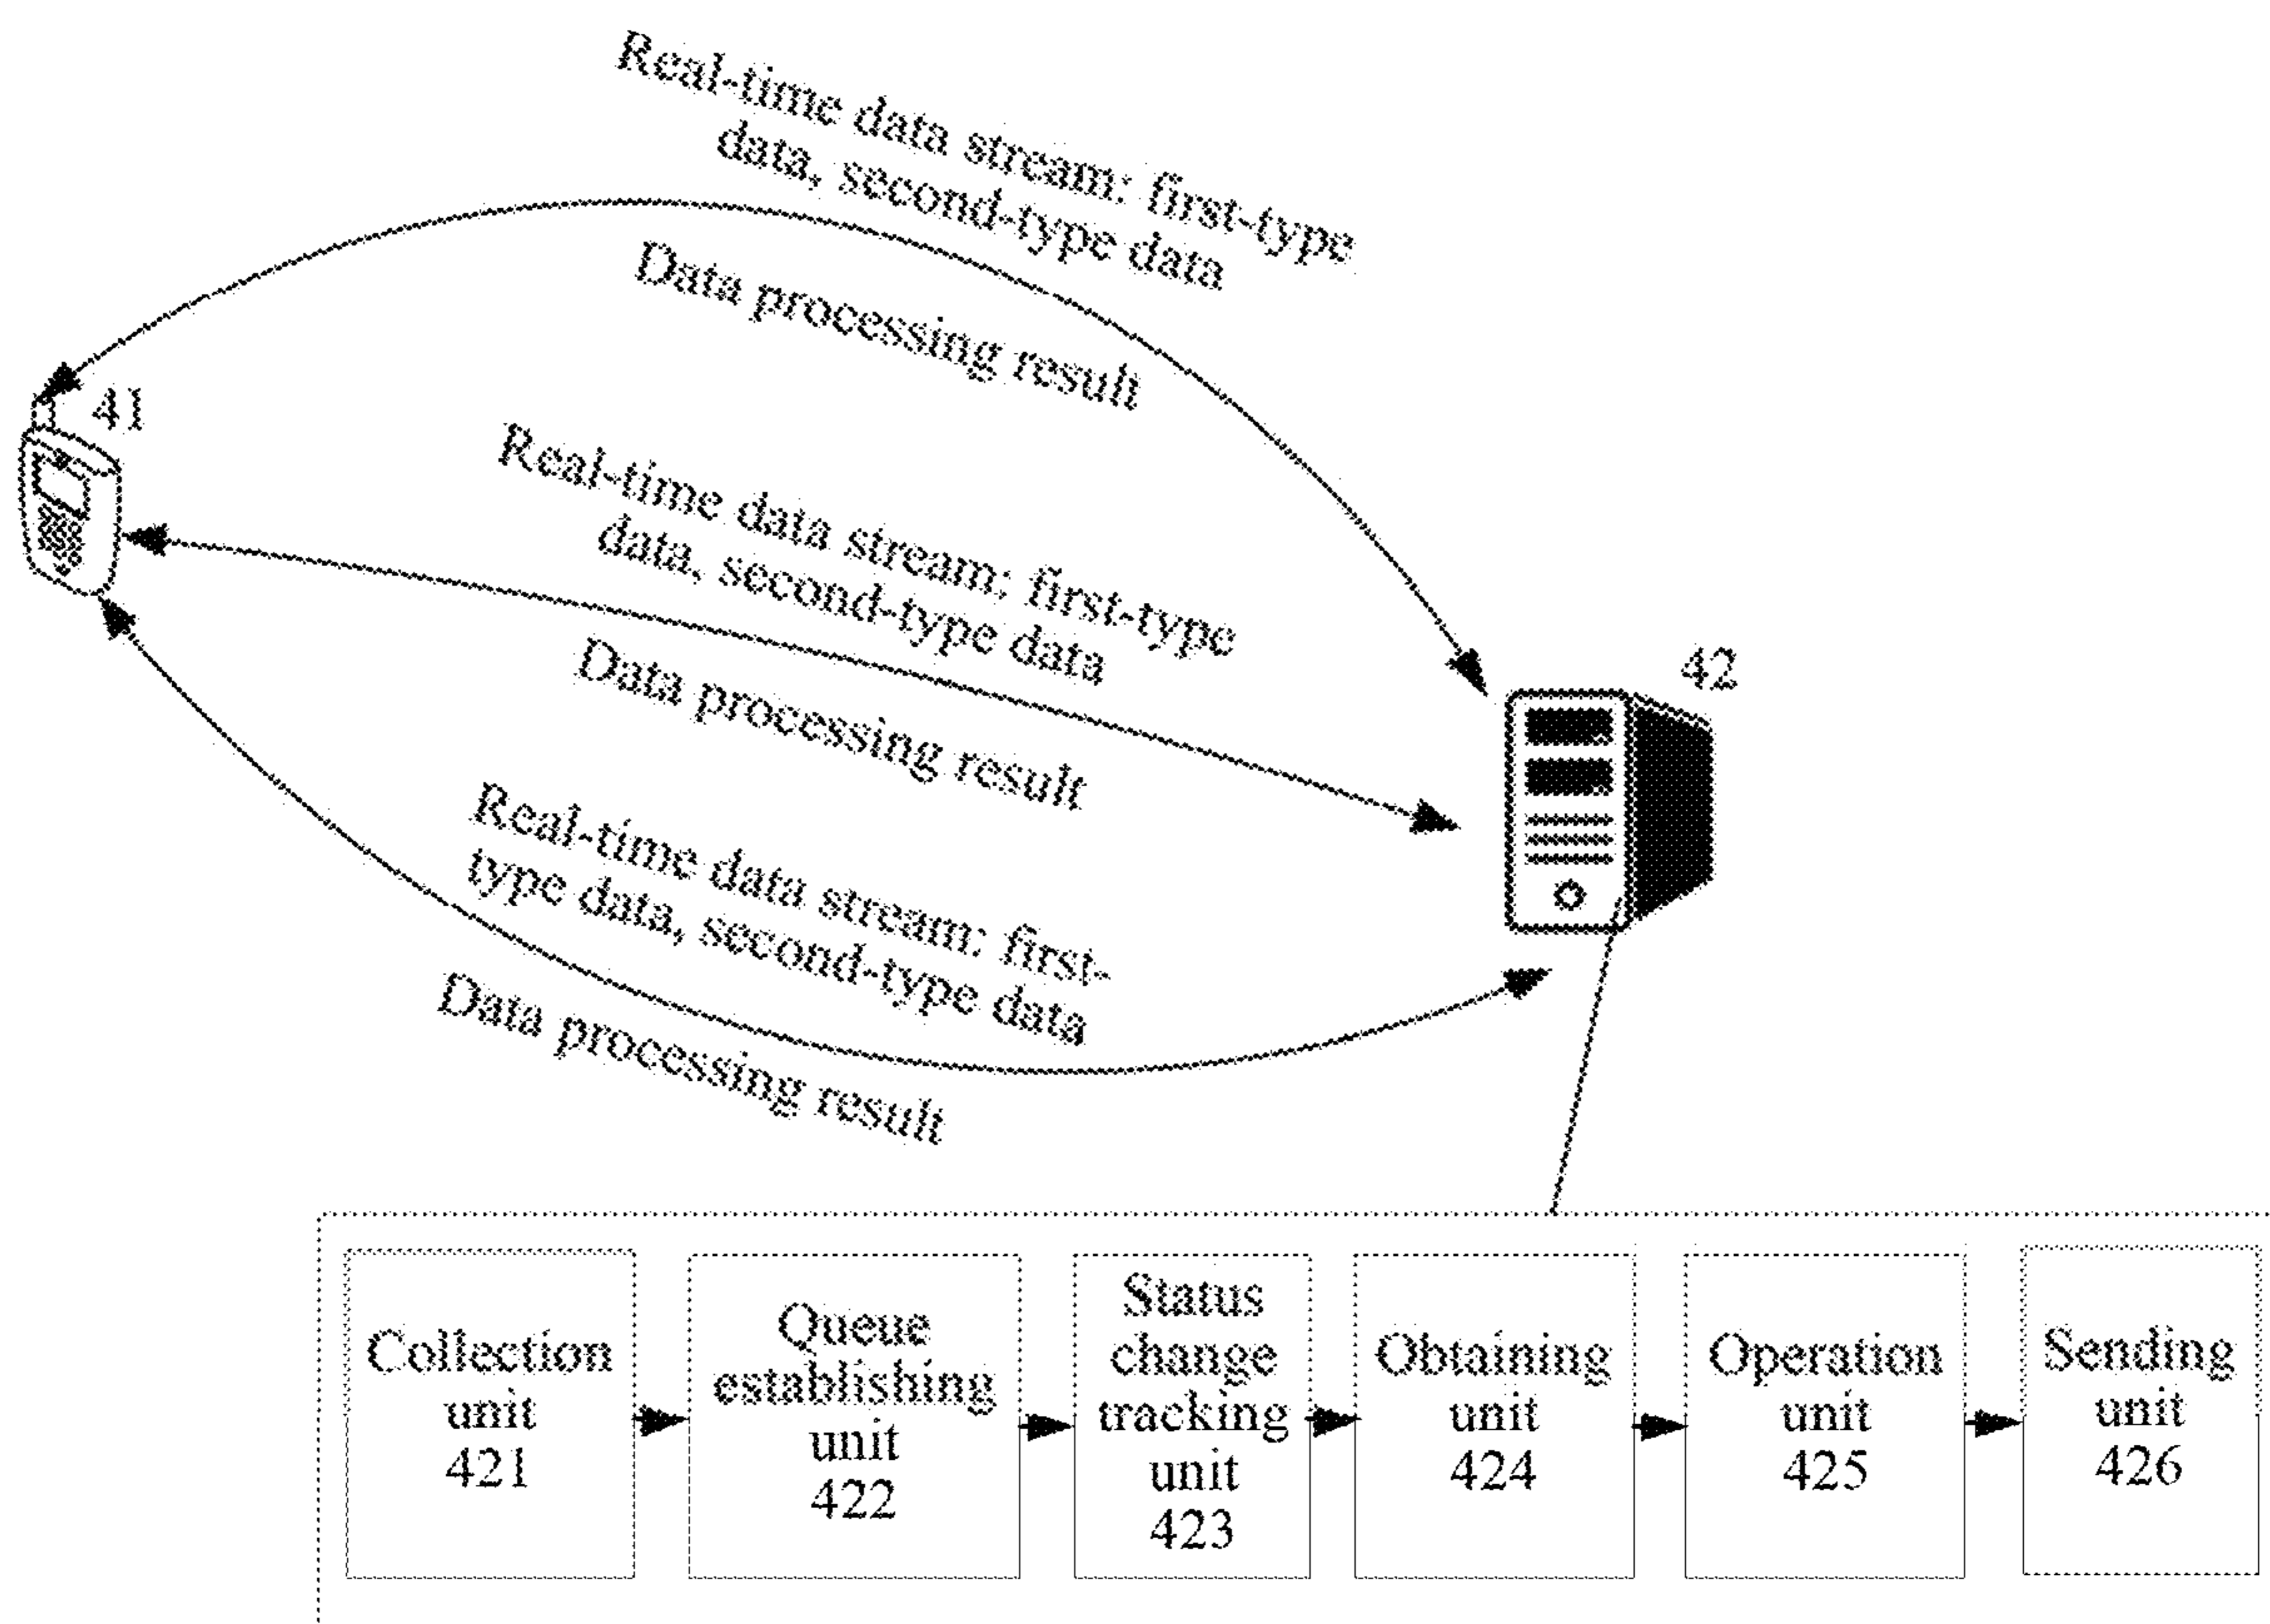 Real-time data stream: first-type
data, second-type data
Data processing result
41
Real-time data stream: first-type
data, second-type data
Data processing result
42
Real-time data stream: first-
type data, second-type data
Data processing result
Collection
unit
421
Queue
establishing
unit
422
Status
change
tracking
unit
423
Obtaining
unit
424
Operation
unit
425
Sending
unit
426